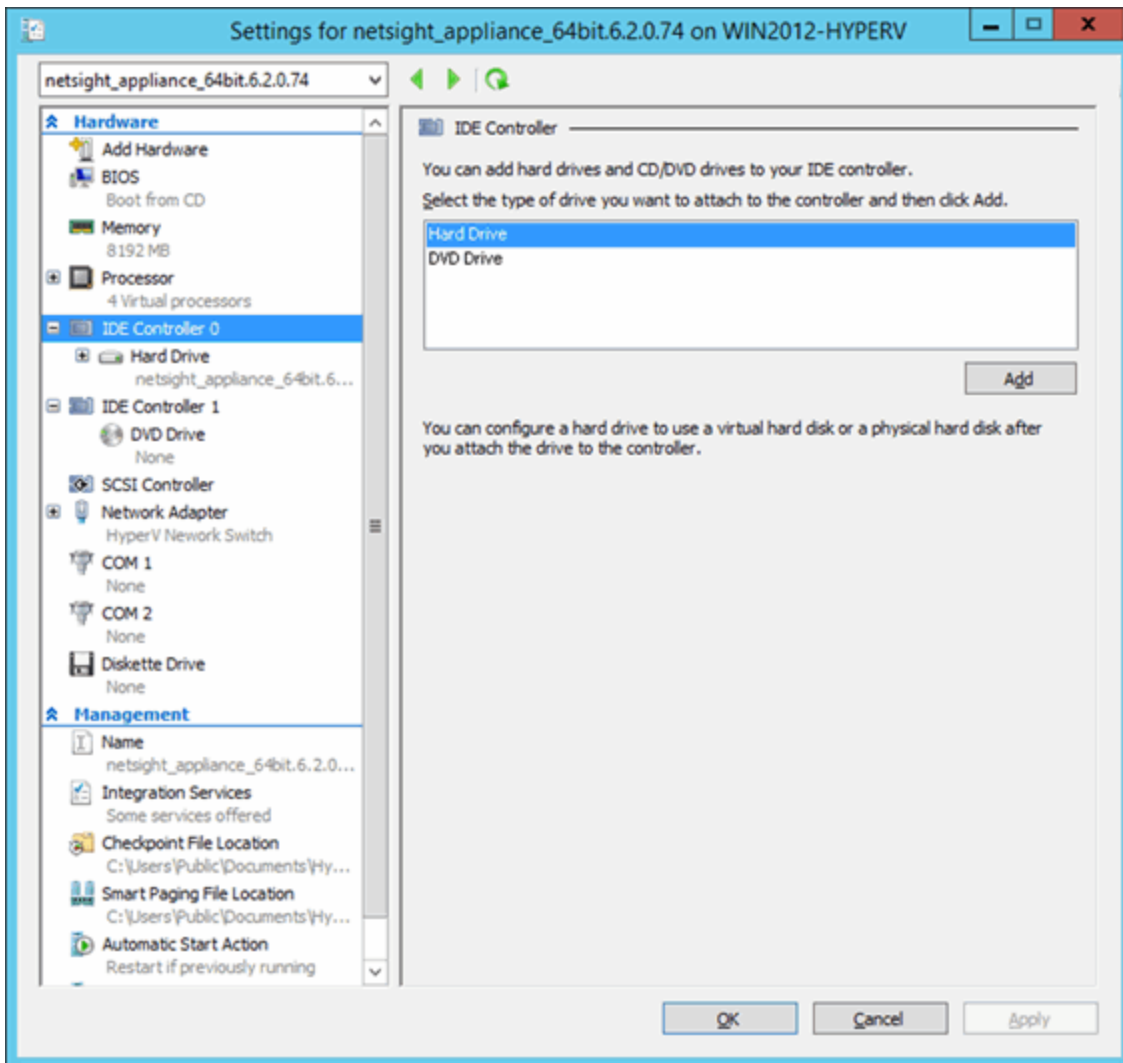 Settings for netsight_appliance_64bit.6.2.0.74 on WIN2012-HYPERV
netsight_appliance_64bit.6.2.0.74
Hardware
Add Hardware
BIOS
Boot from CD
Memory
8192 MB
Processor
4 Virtual processors
IDE Controller 0
Hard Drive
netsight_appliance_64bit.6...
IDE Controller 1
DVD Drive
None
SCSI Controller
Network Adapter
HyperV Nework Switch
COM 1
None
COM 2
None
Diskette Drive
None
Management
Name
netsight_appliance_64bit.6.2.0...
Integration Services
Some services offered
Checkpoint File Location
C:\Users\Public\Documents\Hy...
Smart Paging File Location
C:\Users\Public\Documents\Hy...
Automatic Start Action
Restart if previously running
IDE Controller
You can add hard drives and CD/DVD drives to your IDE controller.
Select the type of drive you want to attach to the controller and then click Add.
Hard Drive
DVD Drive
Add
You can configure a hard drive to use a virtual hard disk or a physical hard disk after
you attach the drive to the controller.
OK
Cancel
Apply